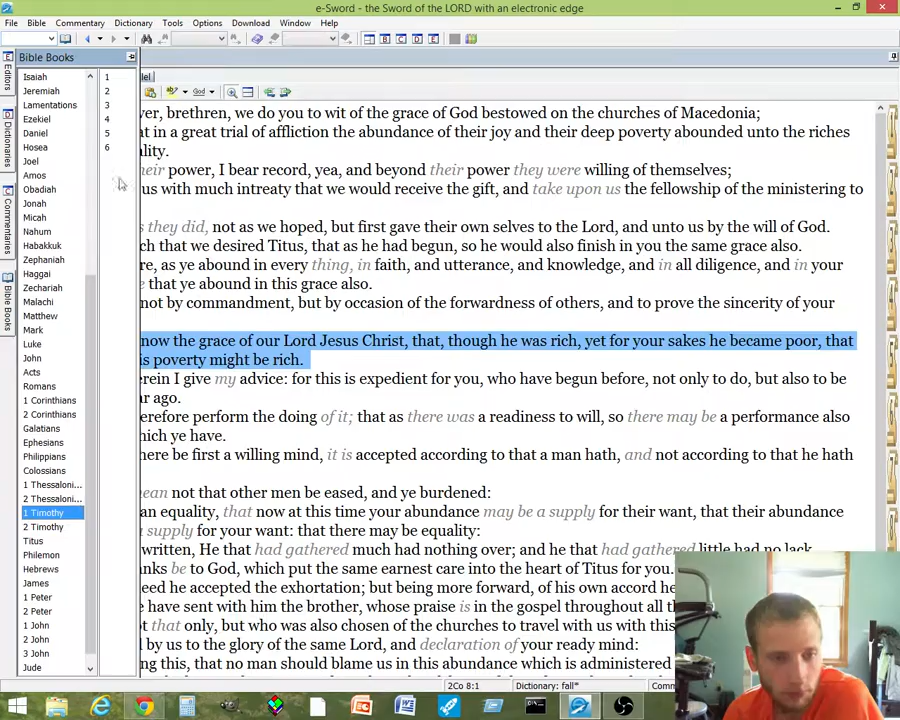 e-Sword - the Sword of the LORD with an electronic edge
File Bible Commentary Dictionary Tools Options Download Window Help
B C D E
Bible Books
Editors
Dictionaries
Commentaries
Bible Books
Isaiah
Jeremiah
Lamentations
Ezekiel
Daniel
Hosea
Joel
Amos
Obadiah
Jonah
Micah
Nahum
Habakkuk
Zephaniah
Haggai
Zechariah
Malachi
Matthew
Mark
Luke
John
Acts
Romans
1 Corinthians
2 Corinthians
Galatians
Ephesians
Philippians
Colossians
1 Thessaloni...
2 Thessaloni...
1 Timothy
2 Timothy
Titus
Philemon
Hebrews
James
1 Peter
2 Peter
1 John
2 John
3 John
Jude
1
2
3
4
5
6
el
God
ver, brethren, we do you to wit of the grace of God bestowed on the churches of Macedonia;
at in a great trial of affliction the abundance of their joy and their deep poverty abounded unto the riches
ality.
heir power, I bear record, yea, and beyond their power they were willing of themselves;
us with much intreaty that we would receive the gift, and take upon us the fellowship of the ministering to
s they did, not as we hoped, but first gave their own selves to the Lord, and unto us by the will of God.
ch that we desired Titus, that as he had begun, so he would also finish in you the same grace also.
re, as ye abound in every thing, in faith, and utterance, and knowledge, and in all diligence, and in your
e that ye abound in this grace also.
not by commandment, but by occasion of the forwardness of others, and to prove the sincerity of your
now the grace of our Lord Jesus Christ, that, though he was rich, yet for your sakes he became poor, that
is poverty might be rich.
erein I give my advice: for this is expedient for you, who have begun before, not only to do, but also to be
ar ago.
erefore perform the doing of it; that as there was a readiness to will, so there may be a performance also
hich ye have.
here be first a willing mind, it is accepted according to that a man hath, and not according to that he hath
ean not that other men be eased, and ye burdened:
an equality, that now at this time your abundance may be a supply for their want, that their abundance
a supply for your want: that there may be equality:
written, He that had gathered much had nothing over; and he that had gathered little had no lack.
anks be to God, which put the same earnest care into the heart of Titus for you.
eed he accepted the exhortation; but being more forward, of his own accord he
e have sent with him the brother, whose praise is in the gospel throughout all th
ot that only, but who was also chosen of the churches to travel with us with this
d by us to the glory of the same Lord, and declaration of your ready mind:
ing this, that no man should blame us in this abundance which is administered
2Co 8:1
Dictionary: fall*
Comm